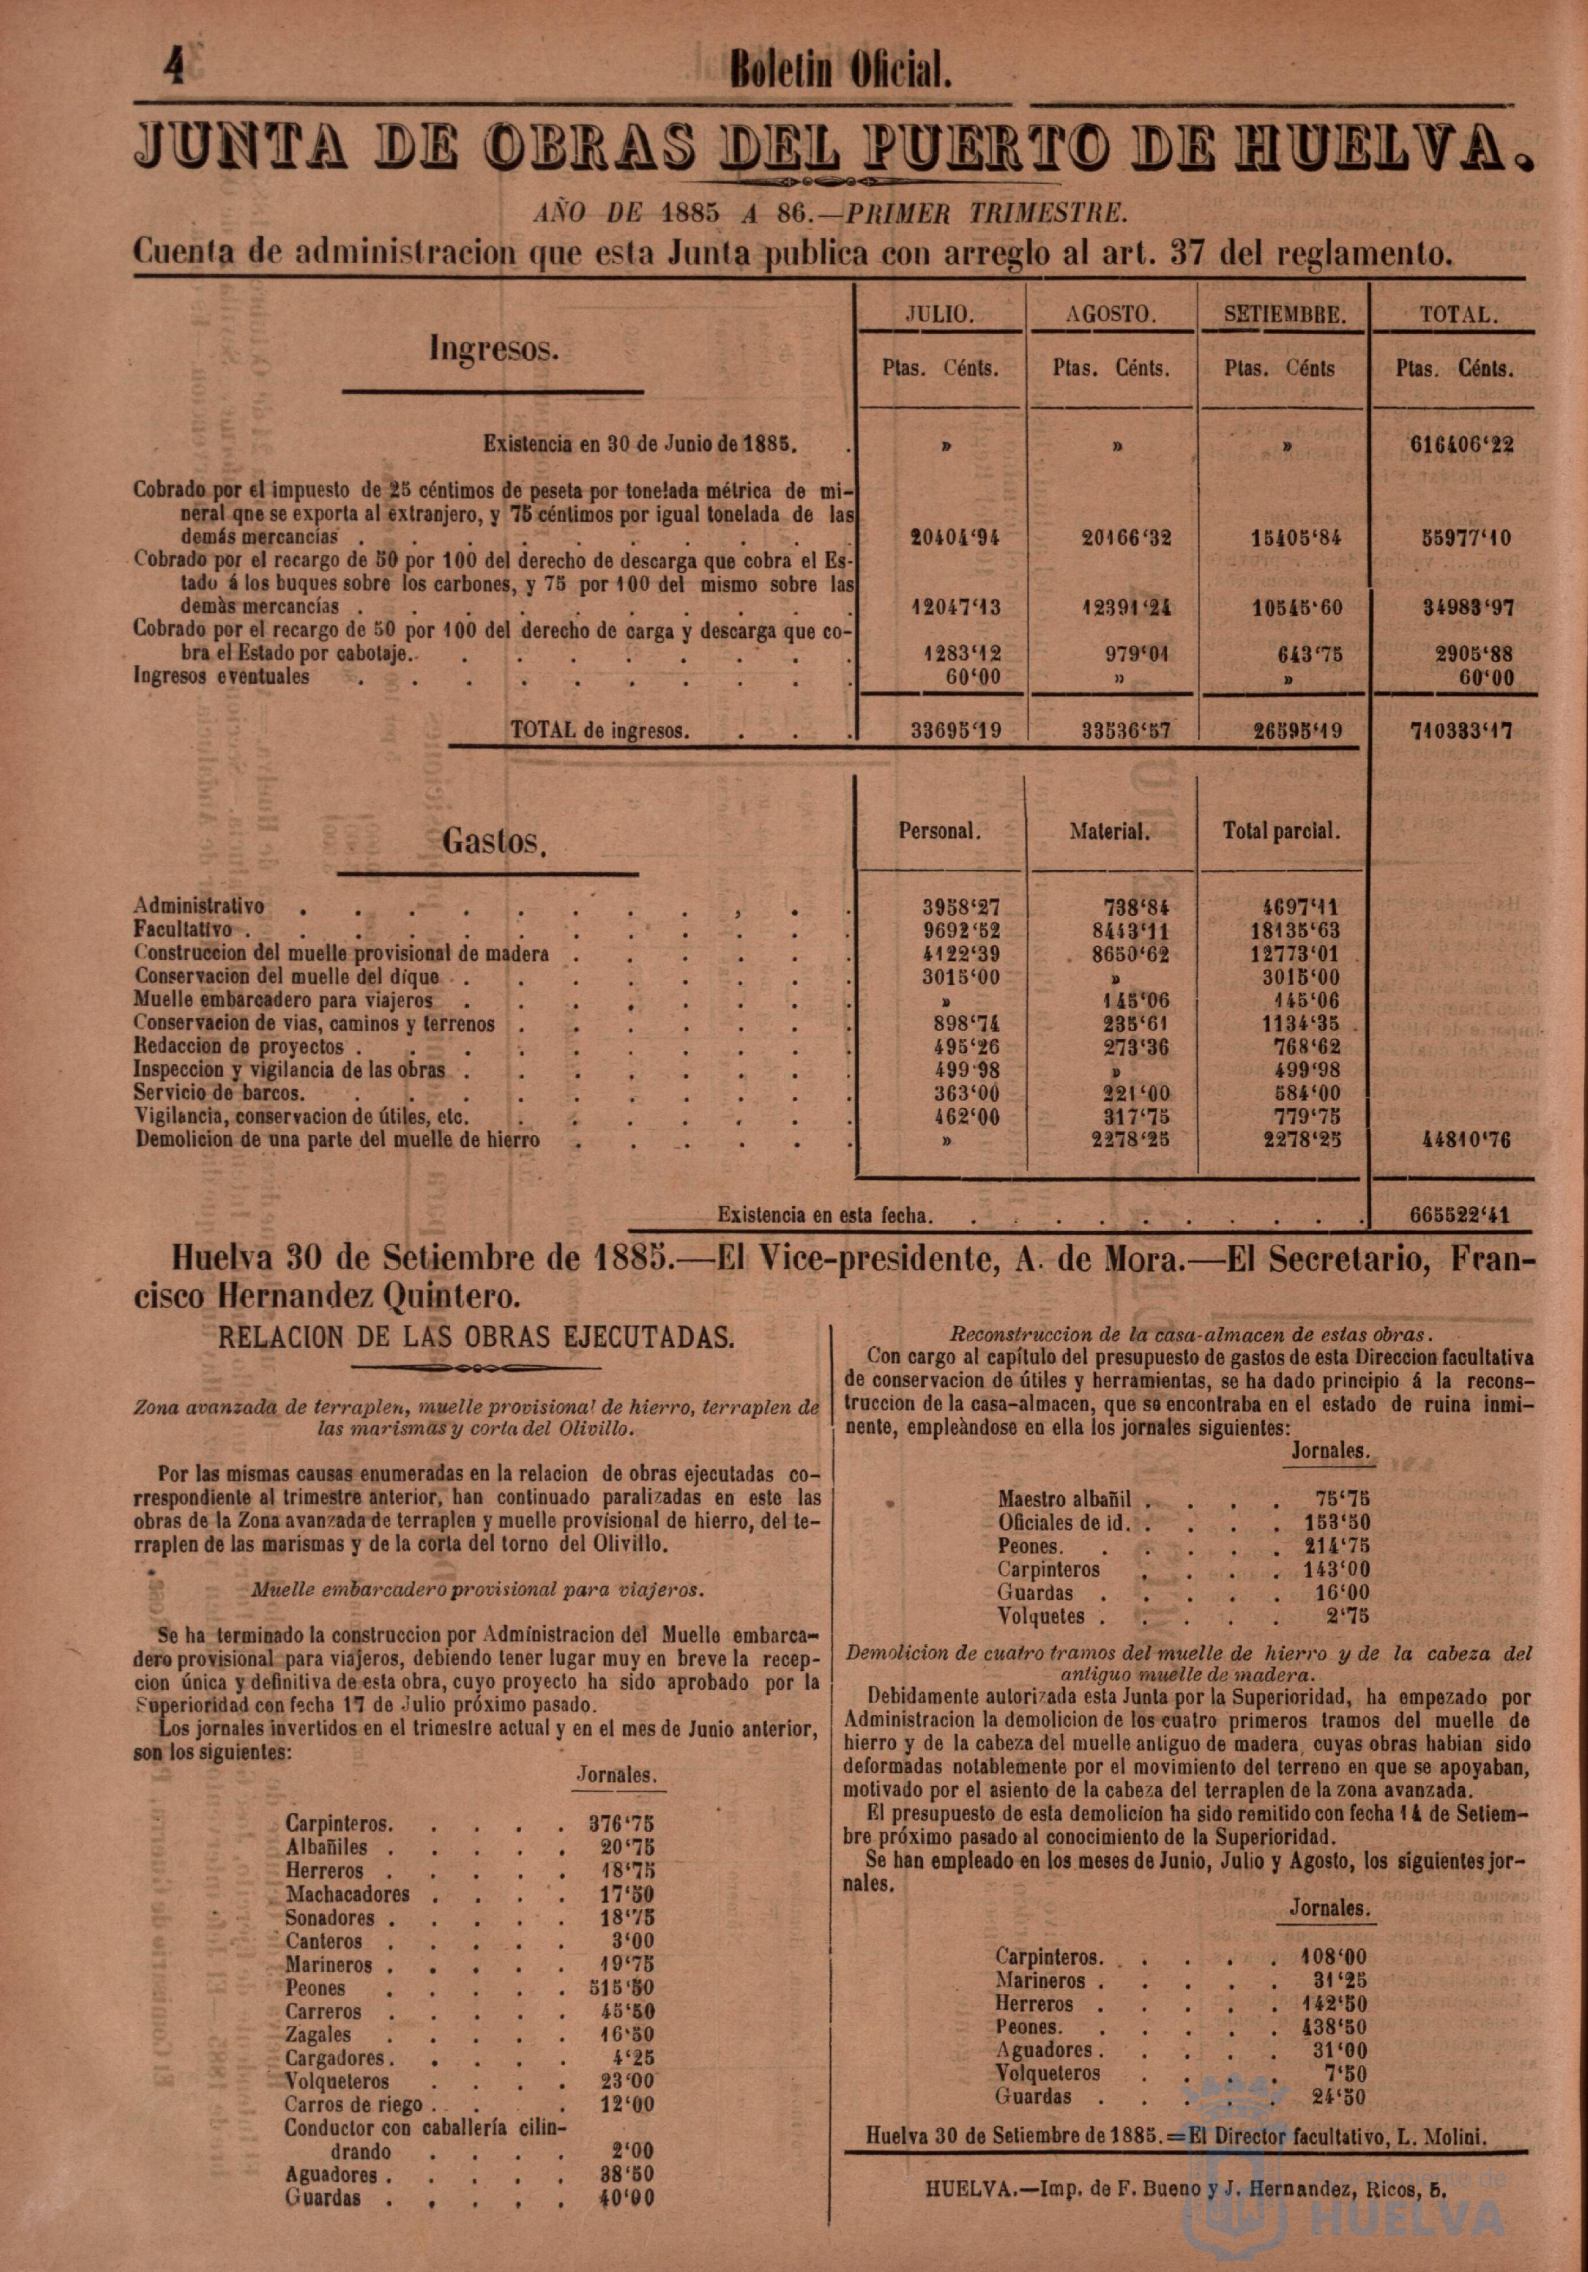 4 Boletin Oficial.
JUNTA DE OBRAS DEL PUERTO DE HUELVA.
AÑO DE 1885 A 86.—PRIMER TRIMESTRE.
Cuenta de administracion que esta Junta publica con arreglo al art. 37 del reglamento.
JULIO. AGOSTO. SETIEMBRE. TOTAL.
Ingresos.
Ptas. Cénts. Ptas. Cénts. Ptas. Cénts Ptas. Cénts.
Existencia en 30 de Junio de 1885. . » » » 616406‘22
Cobrado por el impuesto de 25 céntimos de peseta por tonelada métrica de mi-
neral qne se exporta al extranjero, y 75 céntimos por igual tonelada de las
demás mercancías . . . . . . . . . . 20404‘94 20166‘32 15405‘84 55977‘10
Cobrado por el recargo de 50 por 100 del derecho de descarga que cobra el Es-
tado á los buques sobre los carbones, y 75 por 100 del mismo sobre las
demàs mercancías . . . . . . . . . . 12047‘13 12391‘24 10545‘60 34983‘97
Cobrado por el recargo de 50 por 100 del derecho de carga y descarga que co-
bra el Estado por cabotaje. . . . . . . . . 1283‘12 979‘01 643‘75 2905‘88
Ingresos eventuales . . . . . . . . . . 60‘00 » » 60‘00
TOTAL de ingresos. . . . 33695‘19 33536‘57 26595‘19 710333‘17
Gastos.
Personal. Material. Total parcial.
Administrativo . . . . . . . . . . . 3958‘27 738‘84 4697‘11
Facultativo . . . . . . . . . . . . 9692‘52 8443‘11 18135‘63
Construccion del muelle provisional de madera . . . . . . 4122‘39 8650‘62 12773‘01
Conservacion del muelle del dique . . . . . . . . 3015‘00 » 3015‘00
Muelle embarcadero para viajeros . . . . . . . . » 145‘06 145‘06
Conservacion de vias, caminos y terrenos . . . . . . . 898‘74 235‘61 1134‘35
Redaccion de proyectos . . . . . . . . . . 495‘26 273‘36 768‘62
Inspeccion y vigilancia de las obras . . . . . . . . 499‘98 » 499‘98
Servicio de barcos. . . . . . . . . . . 363‘00 221‘00 584‘00
Vigilancia, conservacion de útiles, etc. . . . . . . . 462‘00 317‘75 779‘75
Demolicion de una parte del muelle de hierro . . . . . . » 2278‘25 2278‘25 44810‘76
Existencia en esta fecha. . . . . . . . . . 665522‘41
Huelva 30 de Setiembre de 1885.—El Vice-presidente, A. de Mora.—El Secretario, Fran-
cisco Hernandez Quintero.
RELACION DE LAS OBRAS EJECUTADAS.
Zona avanzada de terraplen, muelle provisional de hierro, terraplen de
las marismas y corta del Olivillo.
Por las mismas causas enumeradas en la relacion de obras ejecutadas co-
rrespondiente al trimestre anterior, han continuado paralizadas en este las
obras de la Zona avanzada de terraplen y muelle provisional de hierro, del te-
rraplen de las marismas y de la corta del torno del Olivillo.
Muelle embarcadero provisional para viajeros.
Se ha terminado la construccion por Administracion del Muelle embarca-
dero provisional para viajeros, debiendo tener lugar muy en breve la recep-
cion única y definitiva de esta obra, cuyo proyecto ha sido aprobado por la
Superioridad con fecha 17 de Julio próximo pasado.
Los jornales invertidos en el trimestre actual y en el mes de Junio anterior,
son los siguientes:
Jornales.
Carpinteros. . . . . 376‘75
Albañiles . . . . . 20‘75
Herreros . . . . . 18‘75
Machacadores . . . . 17‘50
Sonadores . . . . . 18‘75
Canteros . . . . . 3‘00
Marineros . . . . . 19‘75
Peones . . . . . 515‘50
Carreros . . . . . 45‘50
Zagales . . . . . 16‘50
Cargadores . . . . . 4‘25
Volqueteros . . . . 23‘00
Carros de riego . . . . 12‘00
Conductor con caballería cilin-
drando . . . . 2‘00
Aguadores . . . . . 38‘50
Guardas . . . . . 40‘00
Reconstruccion de la casa-almacen de estas obras.
Con cargo al capítulo del presupuesto de gastos de esta Direccion facultativa
de conservacion de útiles y herramientas, se ha dado principio á la recons-
truccion de la casa-almacen, que se encontraba en el estado de ruina inmi-
nente, empleàndose en ella los jornales siguientes:
Jornales.
Maestro albañil . . . . 75‘75
Oficiales de id. . . . . 153‘50
Peones. . . . . . 214‘75
Carpinteros . . . . 143‘00
Guardas . . . . . 16‘00
Volquetes . . . . . 2‘75
Demolicion de cuatro tramos del muelle de hierro y de la cabeza del
antiguo muelle de madera.
Debidamente autorizada esta Junta por la Superioridad, ha empezado por
Administracion la demolicion de los cuatro primeros tramos del muelle de
hierro y de la cabeza del muelle antiguo de madera, cuyas obras habian sido
deformadas notablemente por el movimiento del terreno en que se apoyaban,
motivado por el asiento de la cabeza del terraplen de la zona avanzada.
El presupuesto de esta demolicion ha sido remitido con fecha 14 de Setiem-
bre próximo pasado al conocimiento de la Superioridad.
Se han empleado en los meses de Junio, Julio y Agosto, los siguientes jor-
nales.
Jornales.
Carpinteros. . . . . 108‘00
Marineros . . . . . 31‘25
Herreros . . . . . 142‘50
Peones. . . . . . 438‘50
Aguadores . . . . . 31‘00
Volqueteros . . . . 7‘50
Guardas . . . . . 24‘50
Huelva 30 de Setiembre de 1885.=El Director facultativo, L. Molini.
HUELVA.—Imp. de F. Bueno y J. Hernandez, Ricos, 5.
Ayuntamiento de
HUELVA